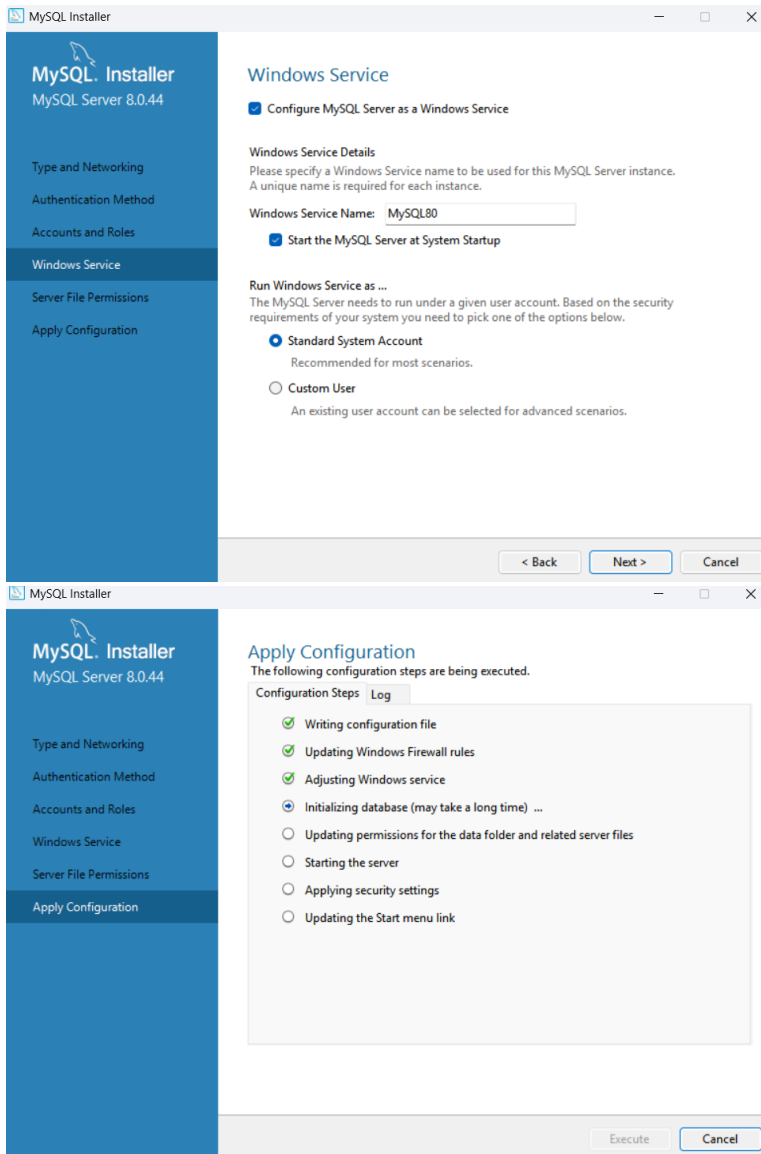 MySQL Installer
MySQL. Installer
MySQL Server 8.0.44
Type and Networking
Authentication Method
Accounts and Roles
Windows Service
Server File Permissions
Apply Configuration
Windows Service
Configure MySQL Server as a Windows Service
Windows Service Details
Please specify a Windows Service name to be used for this MySQL Server instance.
A unique name is required for each instance.
Windows Service Name: MySQL80
Start the MySQL Server at System Startup
Run Windows Service as ...
The MySQL Server needs to run under a given user account. Based on the security
requirements of your system you need to pick one of the options below.
Standard System Account
Recommended for most scenarios.
Custom User
An existing user account can be selected for advanced scenarios.
< Back Next > Cancel
MySQL Installer
MySQL. Installer
MySQL Server 8.0.44
Type and Networking
Authentication Method
Accounts and Roles
Windows Service
Server File Permissions
Apply Configuration
Apply Configuration
The following configuration steps are being executed.
Configuration Steps Log
Writing configuration file
Updating Windows Firewall rules
Adjusting Windows service
Initializing database (may take a long time) ...
Updating permissions for the data folder and related server files
Starting the server
Applying security settings
Updating the Start menu link
Execute Cancel